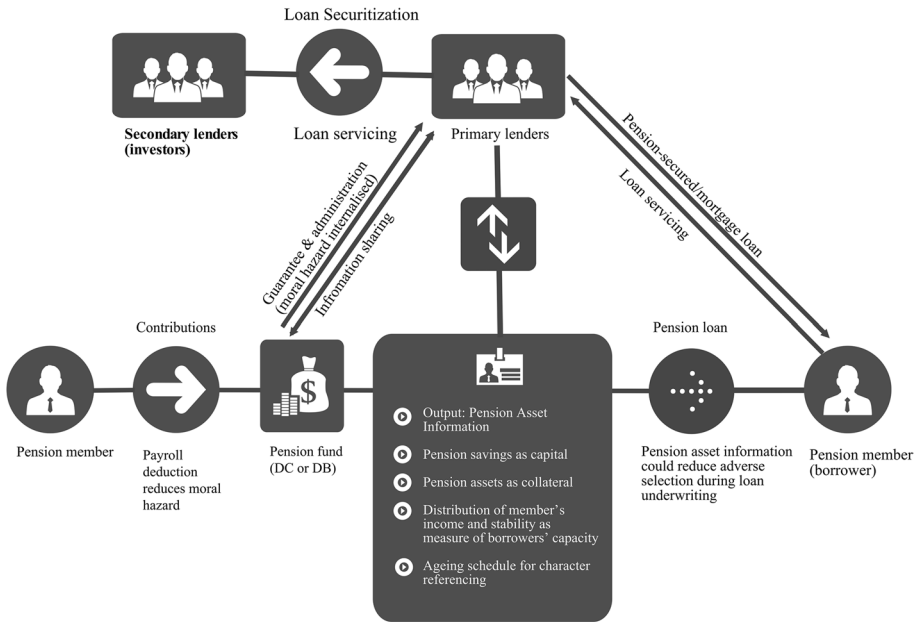 Loan Securitization
Secondary lenders
(investors)
Loan servicing
Primary lenders
Guarantee & administration
(moral hazard internalised)
Infromation sharing
Pension-secured/mortgage loan
Loan servicing
Contributions
Pension member
Payroll
deduction
reduces moral
hazard
$
Pension fund
(DC or DB)
Output: Pension Asset
Information
Pension savings as capital
Pension assets as collateral
Distribution of member's
income and stability as
measure of borrowers' capacity
Ageing schedule for character
referencing
Pension loan
Pension asset information
could reduce adverse
selection during loan
underwriting
Pension member
(borrower)